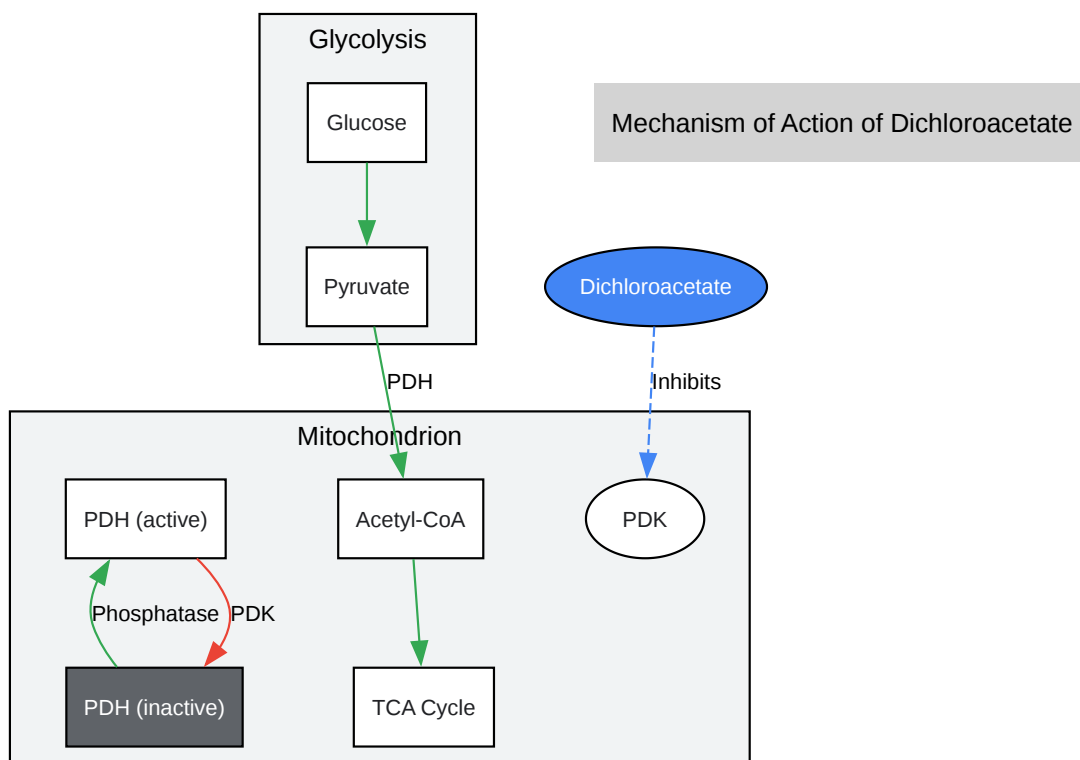 Glycolysis
Glucose
Mechanism of Action of Dichloroacetate
Pyruvate
Dichloroacetate
PDH
Inhibits
Mitochondrion
PDH (active)
Acetyl-CoA
PDK
Phosphatase
PDK
PDH (inactive)
TCA Cycle